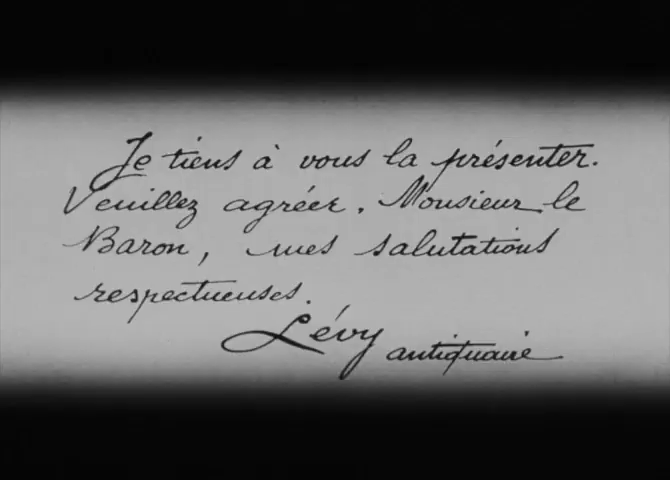 Je tiens à vous la présenter.
Veuillez agréer, Monsieur le
Baron, mes salutations
respectueuses.
Lévy antiquaire